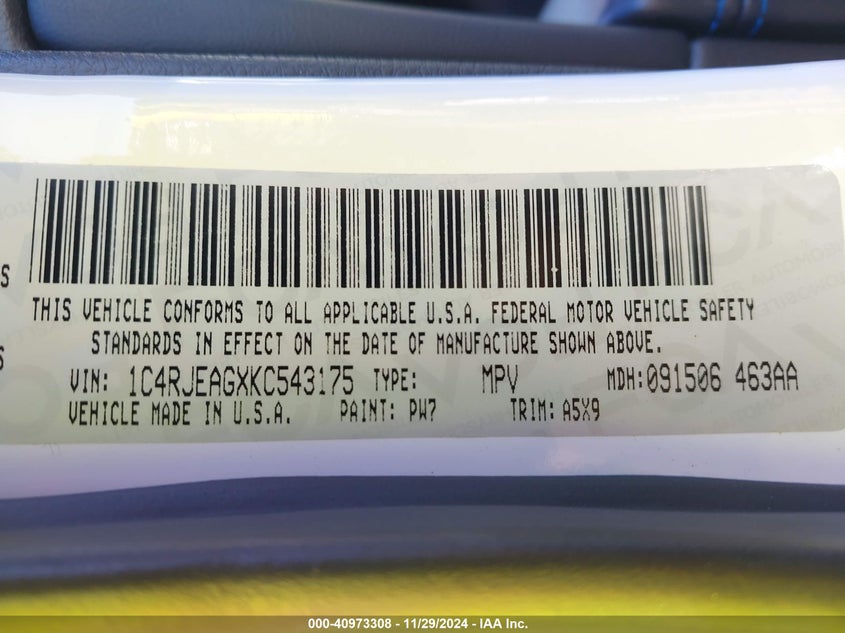 S
THIS VEHICLE CONFORMS TO ALL APPLICABLE U.S.A. FEDERAL MOTOR VEHICLE SAFETY
STANDARDS IN EFFECT ON THE DATE OF MANUFACTURE SHOWN ABOVE.
S
VIN: 1C4RJEAGXKC543175 TYPE: MPV MDH:091506 463AA
VEHICLE MADE IN U.S.A. PAINT: PW7 TRIM: A5X9
000-40973308 - 11/29/2024 - IAA Inc.